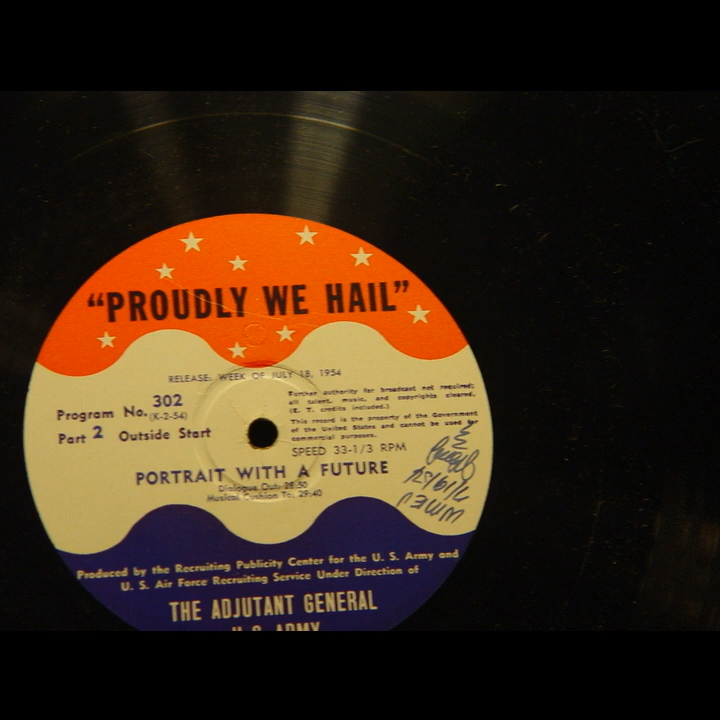 “PROUDLY WE HAIL”
RELEASE: WEEK OF JULY 18, 1954
Program No. 302
(K-2-54)
Part 2 Outside Start
Further authority for broadcast not required;
all talent, music, and copyrights cleared.
(E. T. credits included.)
This record is the property of the Government
of the United States and cannot be used for
commercial purposes.
SPEED 33-1/3 RPM
PORTRAIT WITH A FUTURE
Dialogue Out: 28:50
Musical Cushion To: 29:40
Produced by the Recruiting Publicity Center for the U. S. Army and
U. S. Air Force Recruiting Service Under Direction of
THE ADJUTANT GENERAL
U.S. ARMY